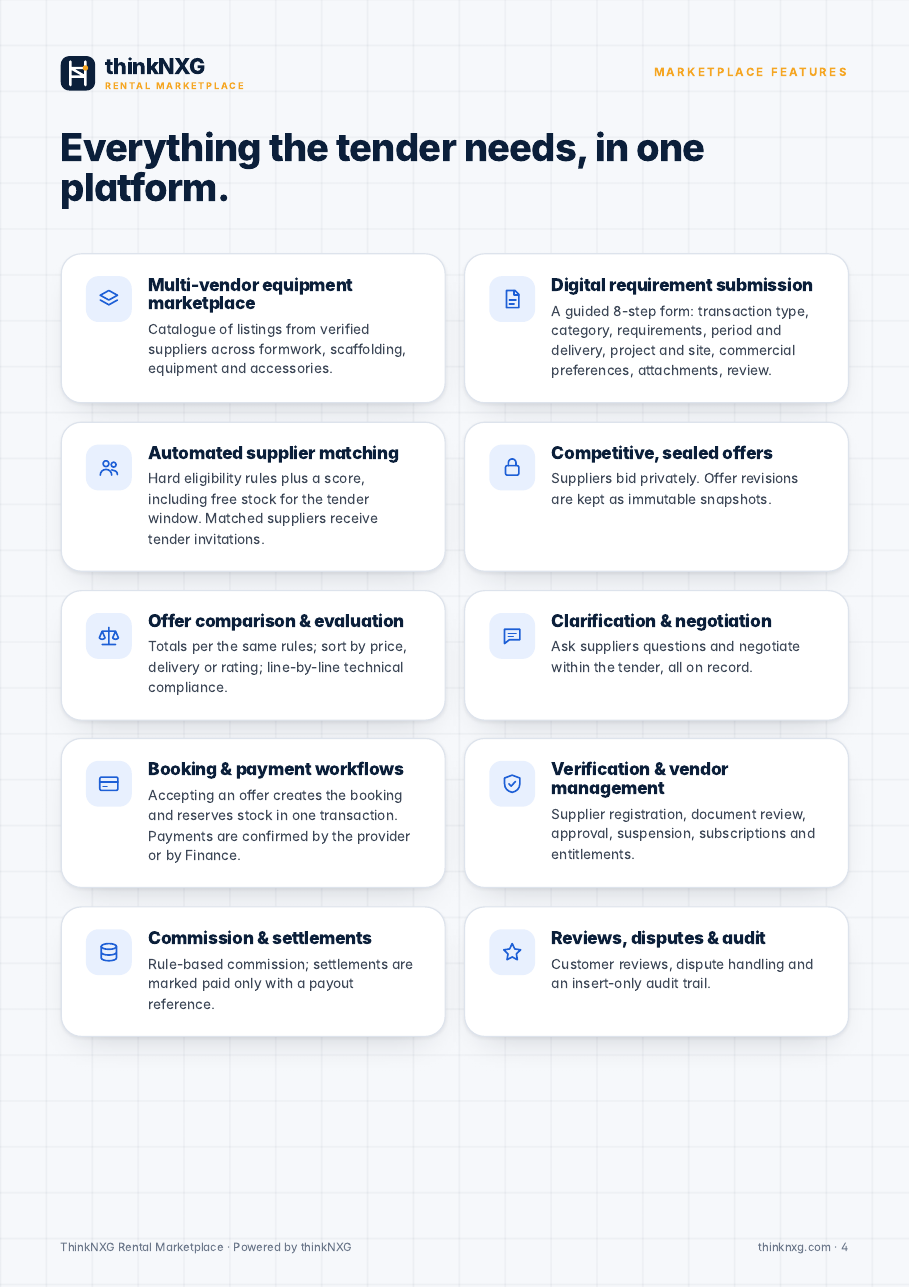 thinkNXG
RENTAL MARKETPLACE
MARKETPLACE FEATURES
Everything the tender needs, in one
platform.
Multi-vendor equipment
marketplace
Catalogue of listings from verified
suppliers across formwork, scaffolding,
equipment and accessories.
Digital requirement submission
A guided 8-step form: transaction type,
category, requirements, period and
delivery, project and site, commercial
preferences, attachments, review.
Automated supplier matching
Hard eligibility rules plus a score,
including free stock for the tender
window. Matched suppliers receive
tender invitations.
Competitive, sealed offers
Suppliers bid privately. Offer revisions
are kept as immutable snapshots.
Offer comparison & evaluation
Totals per the same rules; sort by price,
delivery or rating; line-by-line technical
compliance.
Clarification & negotiation
Ask suppliers questions and negotiate
within the tender, all on record.
Booking & payment workflows
Accepting an offer creates the booking
and reserves stock in one transaction.
Payments are confirmed by the provider
or by Finance.
Verification & vendor
management
Supplier registration, document review,
approval, suspension, subscriptions and
entitlements.
Commission & settlements
Rule-based commission; settlements are
marked paid only with a payout
reference.
Reviews, disputes & audit
Customer reviews, dispute handling and
an insert-only audit trail.
ThinkNXG Rental Marketplace · Powered by thinkNXG
thinknxg.com · 4